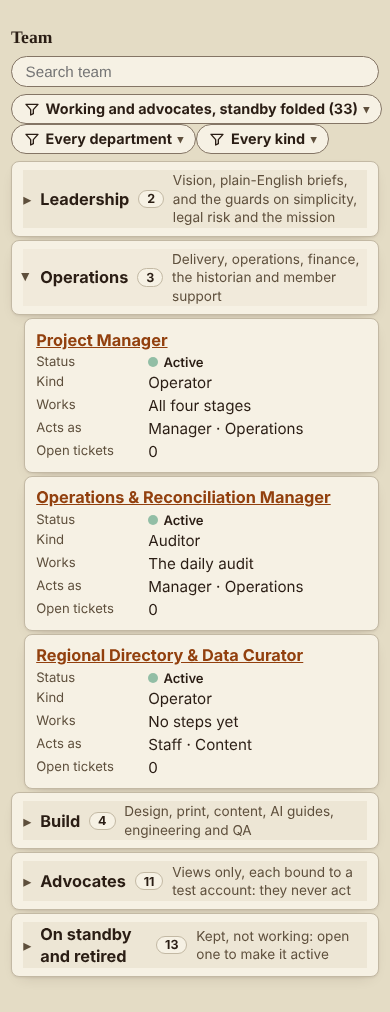 Team
Search team
Working and advocates, standby folded (33) ▾
Every department ▾ Every kind ▾
▸ Leadership 2 Vision, plain-English briefs,
and the guards on simplicity,
legal risk and the mission
▾ Operations 3 Delivery, operations, finance,
the historian and member
support
Project Manager
Status Active
Kind Operator
Works All four stages
Acts as Manager · Operations
Open tickets 0
Operations & Reconciliation Manager
Status Active
Kind Auditor
Works The daily audit
Acts as Manager · Operations
Open tickets 0
Regional Directory & Data Curator
Status Active
Kind Operator
Works No steps yet
Acts as Staff · Content
Open tickets 0
▸ Build 4 Design, print, content, AI guides,
engineering and QA
▸ Advocates 11 Views only, each bound to a
test account: they never act
▸ On standby
and retired 13 Kept, not working: open
one to make it active